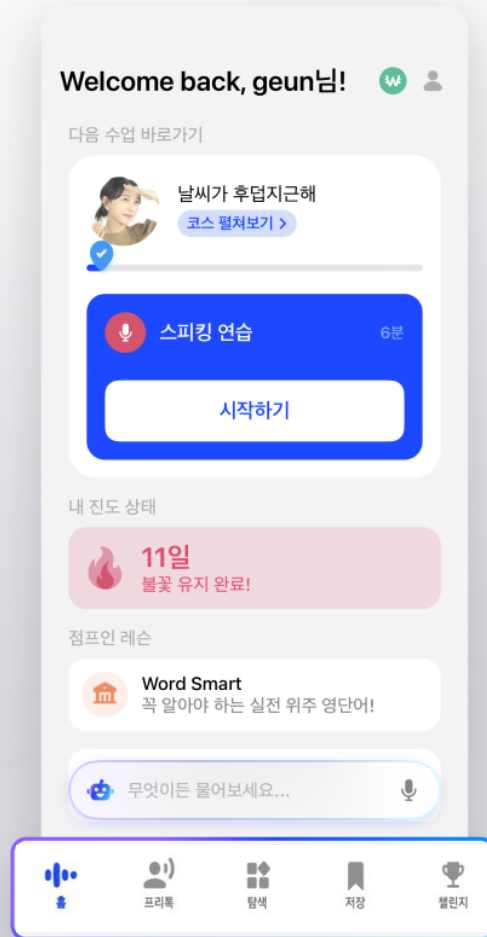 Welcome back, geun님!
다음 수업 바로가기
날씨가 후덥지근해
코스 펼쳐보기 >
스피킹 연습 6분
시작하기
내 진도 상태
11일
불꽃 유지 완료!
점프인 레슨
Word Smart
꼭 알아야 하는 실전 위주 영단어!
무엇이든 물어보세요...
홈 프리톡 탐색 저장 챌린지